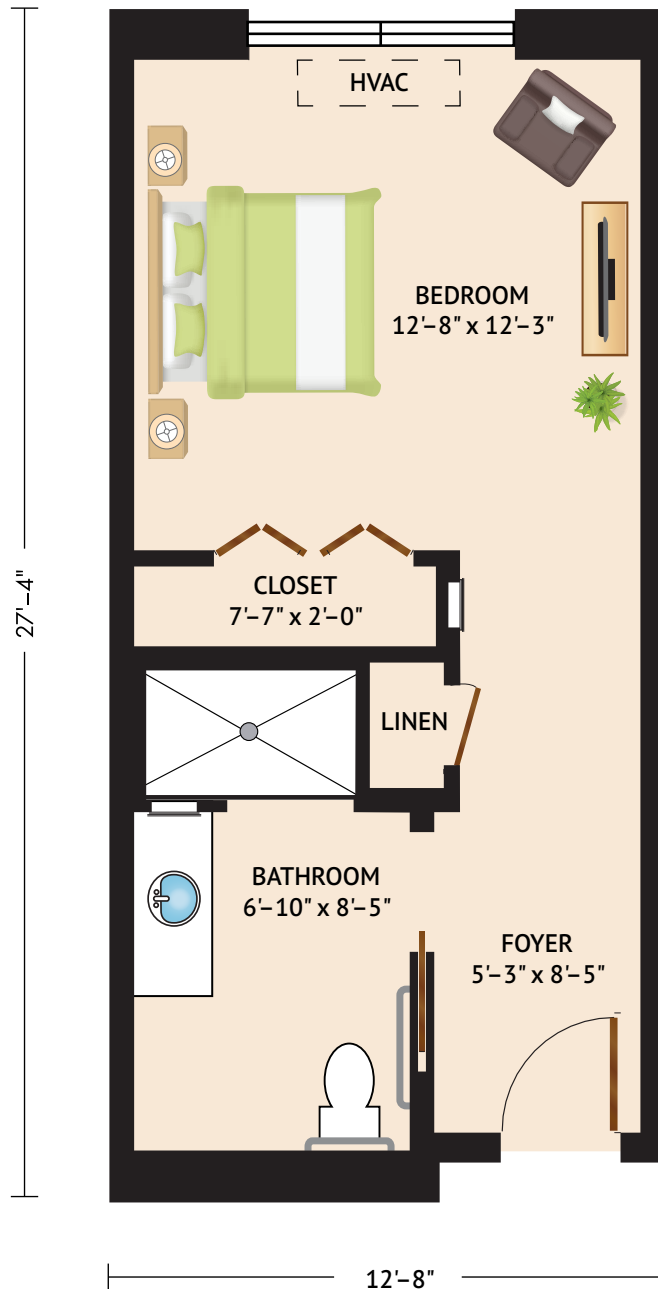 HVAC
BEDROOM
12'–8" x 12'–3"
CLOSET
7'–7" x 2'–0"
27'–4"
LINEN
BATHROOM
6'–10" x 8'–5"
FOYER
5'–3" x 8'–5"
12'–8"